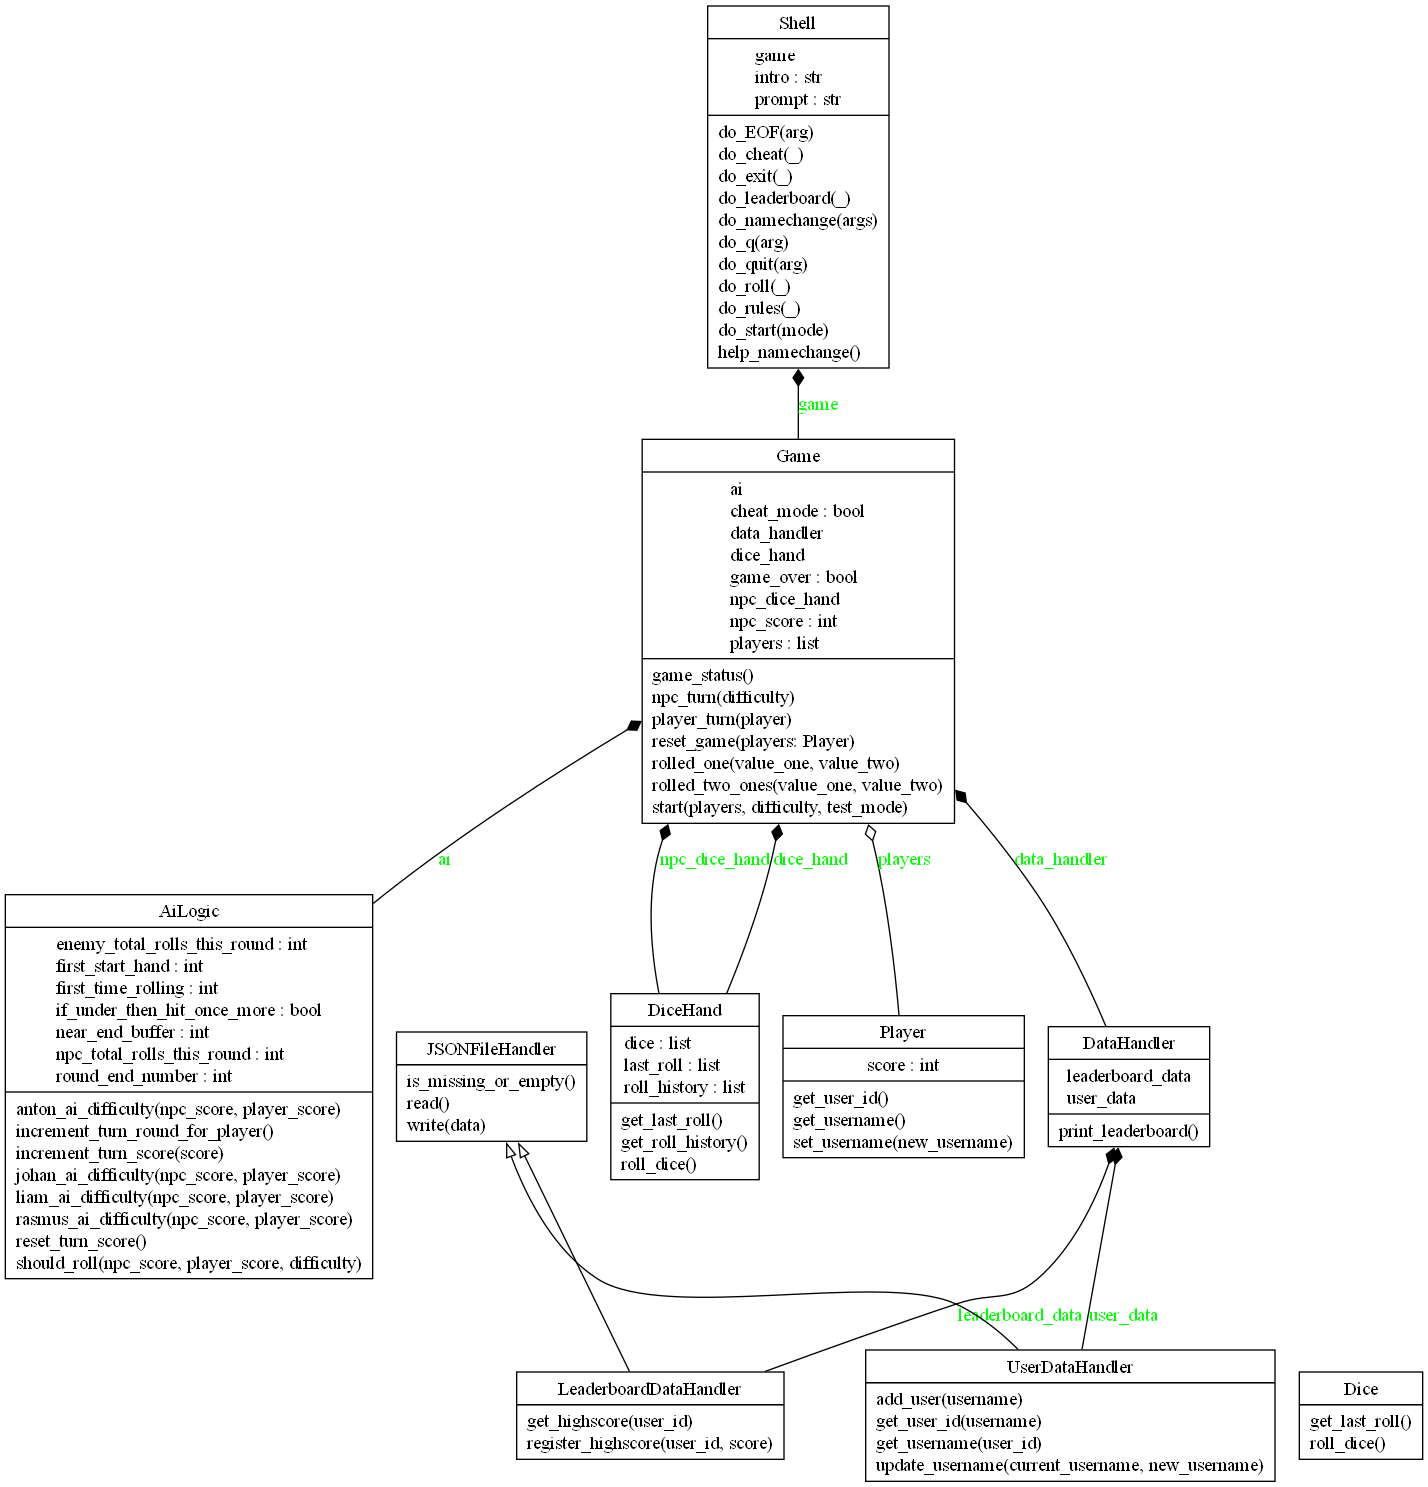 Shell
game
intro : str
prompt : str
do_EOF(arg)
do_cheat(_)
do_exit(_)
do_leaderboard(_)
do_namechange(args)
do_q(arg)
do_quit(arg)
do_roll(_)
do_rules(_)
do_start(mode)
help_namechange()
game
Game
ai
cheat_mode : bool
data_handler
dice_hand
game_over : bool
npc_dice_hand
npc_score : int
players : list
game_status()
npc_turn(difficulty)
player_turn(player)
reset_game(players: Player)
rolled_one(value_one, value_two)
rolled_two_ones(value_one, value_two)
start(players, difficulty, test_mode)
ai
npc_dice_hand
dice_hand
players
data_handler
AiLogic
enemy_total_rolls_this_round : int
first_start_hand : int
first_time_rolling : int
if_under_then_hit_once_more : bool
near_end_buffer : int
npc_total_rolls_this_round : int
round_end_number : int
anton_ai_difficulty(npc_score, player_score)
increment_turn_round_for_player()
increment_turn_score(score)
johan_ai_difficulty(npc_score, player_score)
liam_ai_difficulty(npc_score, player_score)
rasmus_ai_difficulty(npc_score, player_score)
reset_turn_score()
should_roll(npc_score, player_score, difficulty)
JSONFileHandler
is_missing_or_empty()
read()
write(data)
DiceHand
dice : list
last_roll : list
roll_history : list
get_last_roll()
get_roll_history()
roll_dice()
Player
score : int
get_user_id()
get_username()
set_username(new_username)
DataHandler
leaderboard_data
user_data
print_leaderboard()
leaderboard_data
user_data
LeaderboardDataHandler
get_highscore(user_id)
register_highscore(user_id, score)
UserDataHandler
add_user(username)
get_user_id(username)
get_username(user_id)
update_username(current_username, new_username)
Dice
get_last_roll()
roll_dice()